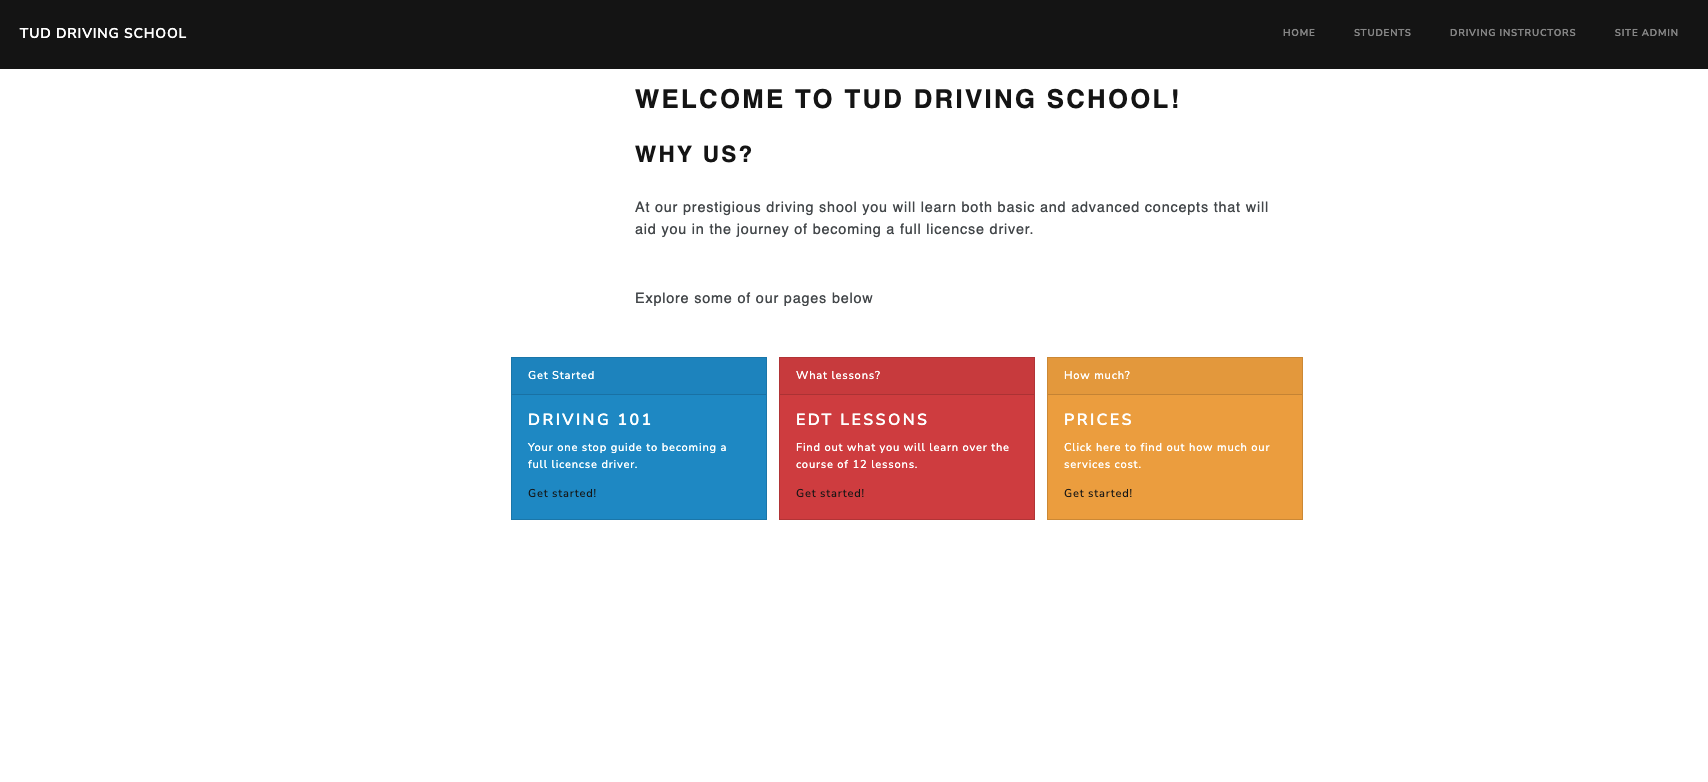 TUD DRIVING SCHOOL
HOME STUDENTS DRIVING INSTRUCTORS SITE ADMIN
WELCOME TO TUD DRIVING SCHOOL!
WHY US?
At our prestigious driving shool you will learn both basic and advanced concepts that will
aid you in the journey of becoming a full licencse driver.
Explore some of our pages below
Get Started
DRIVING 101
Your one stop guide to becoming a
full licencse driver.
Get started!
What lessons?
EDT LESSONS
Find out what you will learn over the
course of 12 lessons.
Get started!
How much?
PRICES
Click here to find out how much our
services cost.
Get started!